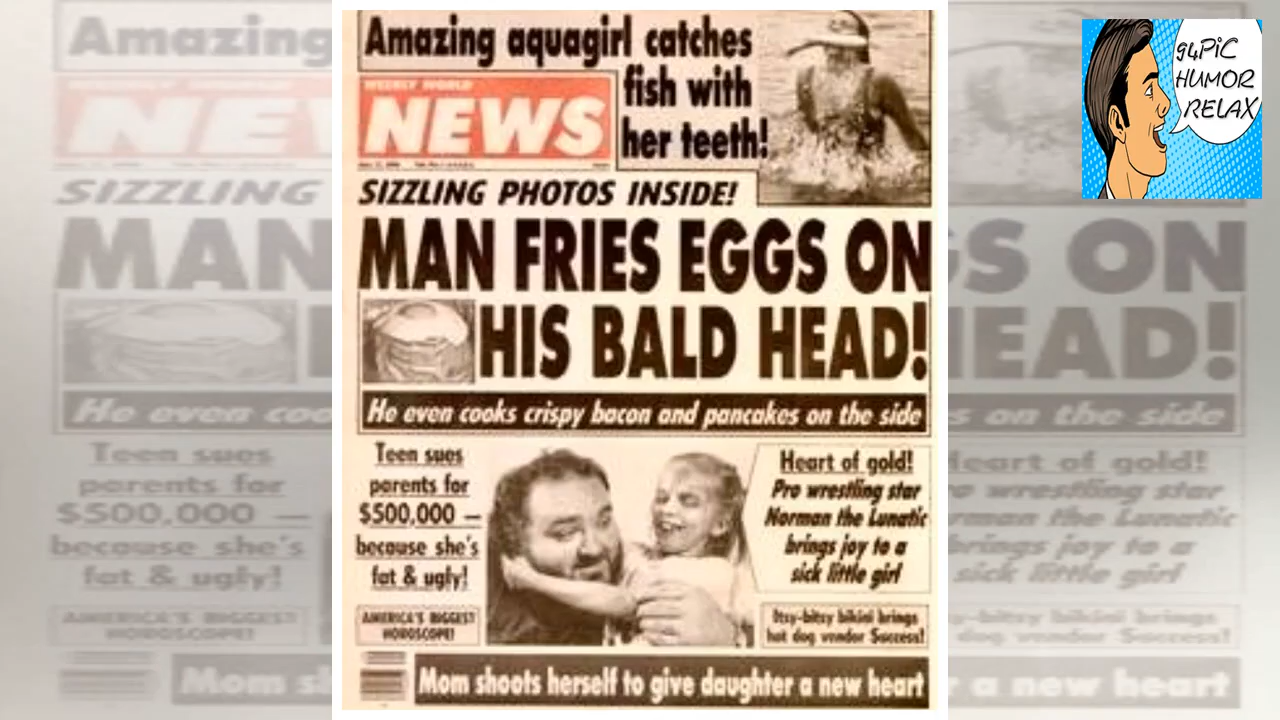 Amazing aquagirl catches
fish with
her teeth!
WEEKLY WORLD
NEWS
SIZZLING PHOTOS INSIDE!
MAN FRIES EGGS ON
HIS BALD HEAD!
He even cooks crispy bacon and pancakes on the side
Teen sues
parents for
$500,000 —
because she's
fat & ugly!
AMERICA'S BIGGEST
HOROSCOPE!
Heart of gold!
Pro wrestling star
Norman the Lunatic
brings joy to a
sick little girl
Itsy-bitsy bikini brings
hot dog vendor Success!
Mom shoots herself to give daughter a new heart
94PiC
HUMOR
RELAX